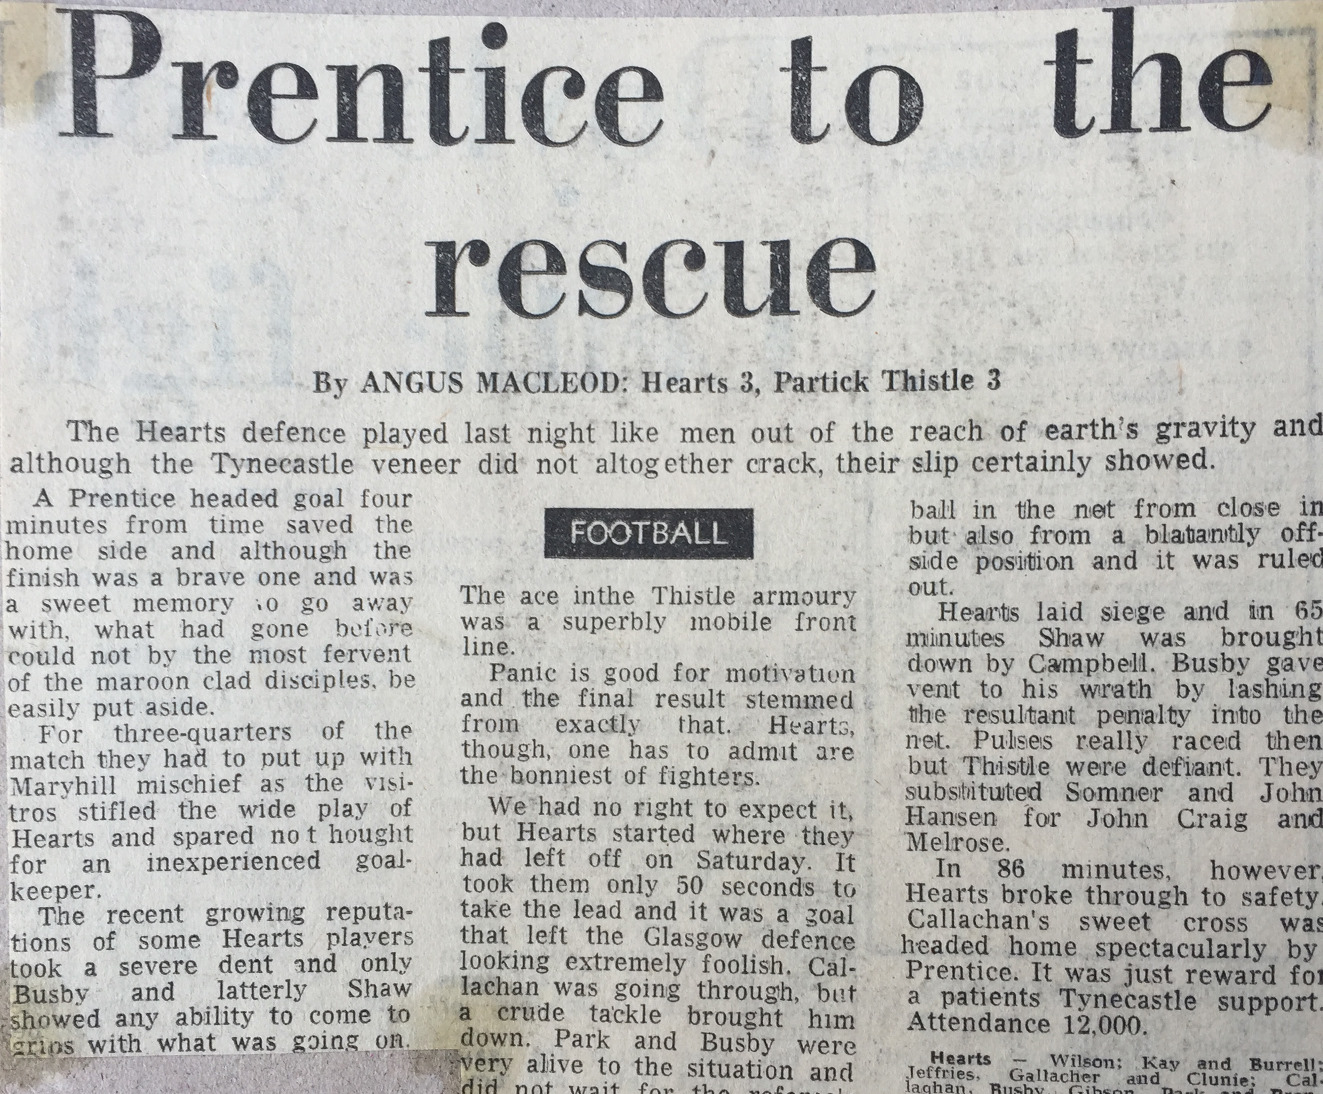 Prentice to the
rescue
By ANGUS MACLEOD: Hearts 3, Partick Thistle 3
The Hearts defence played last night like men out of the reach of earth's gravity and
although the Tynecastle veneer did not altogether crack, their slip certainly showed.
A Prentice headed goal four
minutes from time saved the
home side and although the
finish was a brave one and was
a sweet memory to go away
with, what had gone before
could not by the most fervent
of the maroon clad disciples, be
easily put aside.
For three-quarters of the
match they had to put up with
Maryhill mischief as the visi-
tros stifled the wide play of
Hearts and spared no t hought
for an inexperienced goal-
keeper.
The recent growing reputa-
tions of some Hearts players
took a severe dent and only
Busby and latterly Shaw
showed any ability to come to
grips with what was going on.
FOOTBALL
The ace inthe Thistle armoury
was a superbly mobile front
line.
Panic is good for motivation
and the final result stemmed
from exactly that. Hearts,
though, one has to admit are
the bonniest of fighters.
We had no right to expect it,
but Hearts started where they
had left off on Saturday. It
took them only 50 seconds to
take the lead and it was a goal
that left the Glasgow defence
looking extremely foolish. Cal-
lachan was going through, but
a crude tackle brought him
down. Park and Busby were
very alive to the situation and
did not wait for the
ball in the net from close in
but also from a blatantly off-
side position and it was ruled
out.
Hearts laid siege and in 65
minutes Shaw was brought
down by Campbell. Busby gave
vent to his wrath by lashing
the resultant penalty into the
net. Pulses really raced then
but Thistle were defiant. They
substituted Somner and John
Hansen for John Craig and
Melrose.
In 86 minutes, however,
Hearts broke through to safety.
Callachan's sweet cross was
headed home spectacularly by
Prentice. It was just reward for
a patients Tynecastle support.
Attendance 12,000.
Hearts — Wilson; Kay and Burrell;
Jeffries, Gallacher and Clunie; Cal-
laghan, Busby, Gibson, Park and